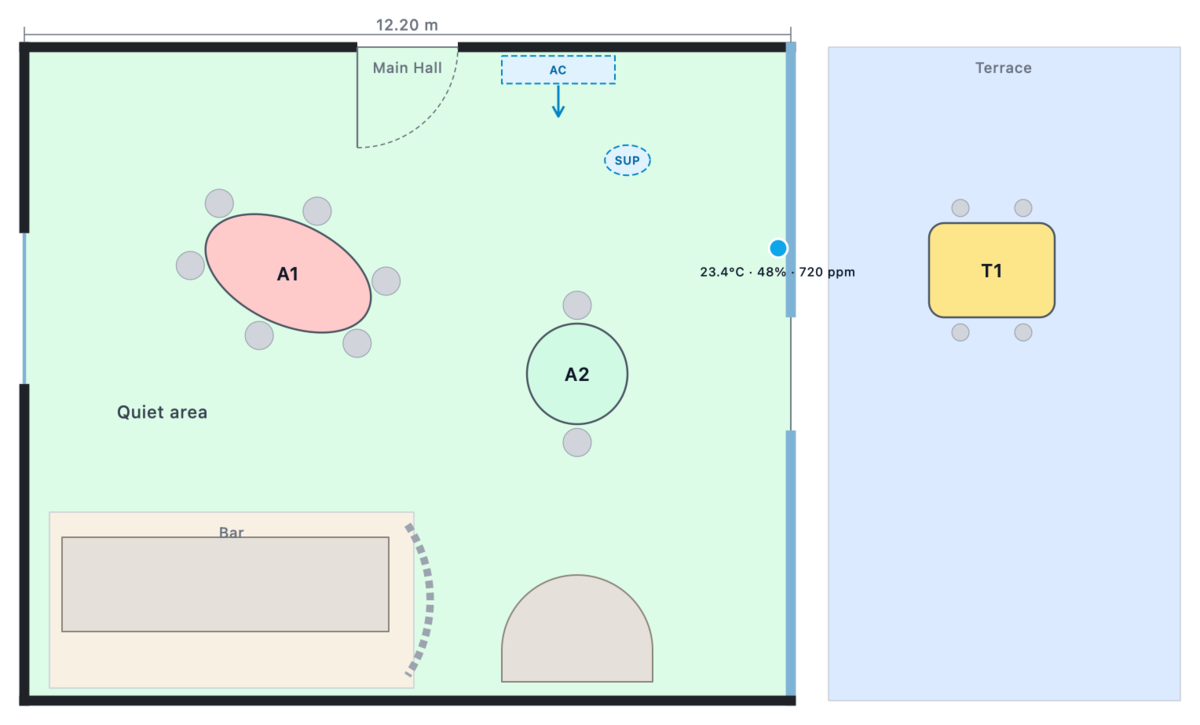 12.20 m
Main Hall
AC
Terrace
SUP
23.4°C · 48% · 720 ppm
A1
T1
A2
Quiet area
Bar